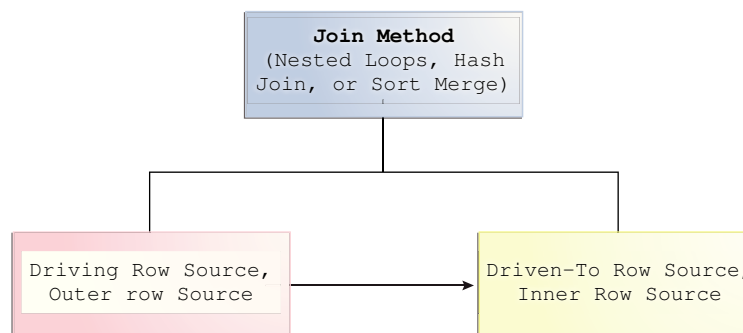 Join Method
(Nested Loops, Hash
Join, or Sort Merge)
Driving Row Source,
Outer row Source
Driven-To Row Source,
Inner Row Source